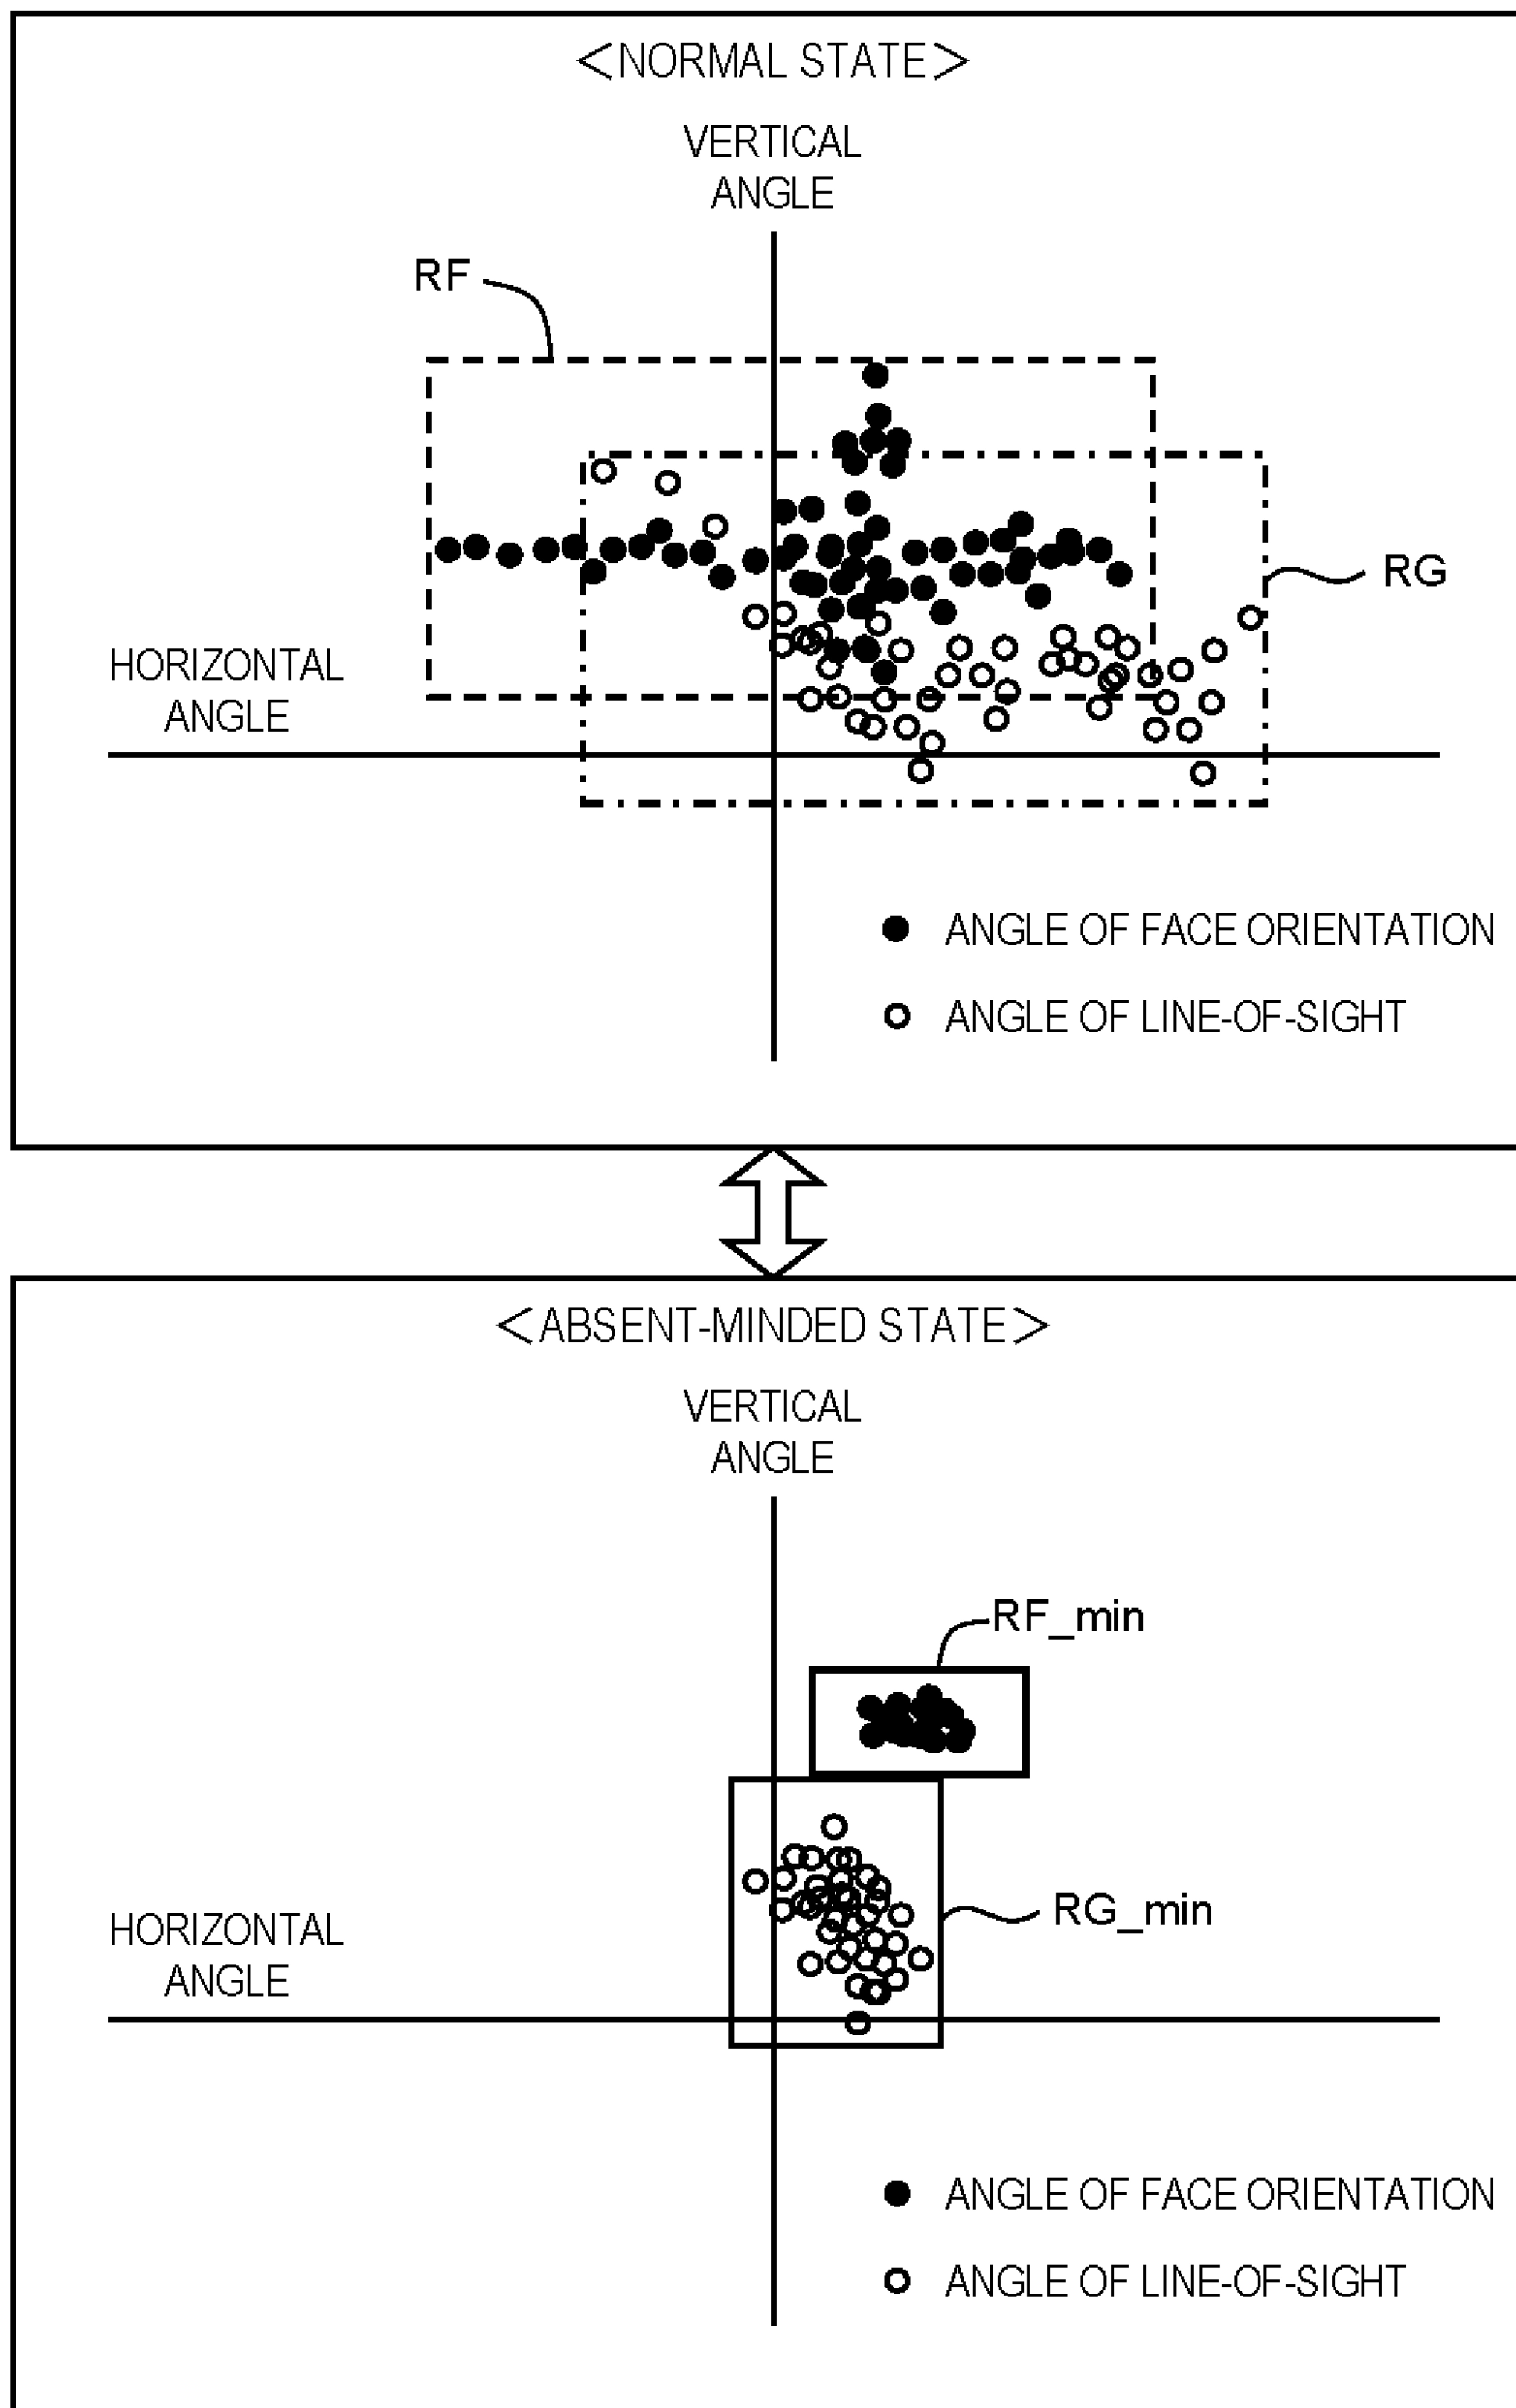 <NORMAL STATE>
VERTICAL
ANGLE
RF
RG
HORIZONTAL
ANGLE
ANGLE OF FACE ORIENTATION
ANGLE OF LINE-OF-SIGHT
<ABSENT-MINDED STATE>
VERTICAL
ANGLE
RF_min
RG_min
HORIZONTAL
ANGLE
ANGLE OF FACE ORIENTATION
ANGLE OF LINE-OF-SIGHT